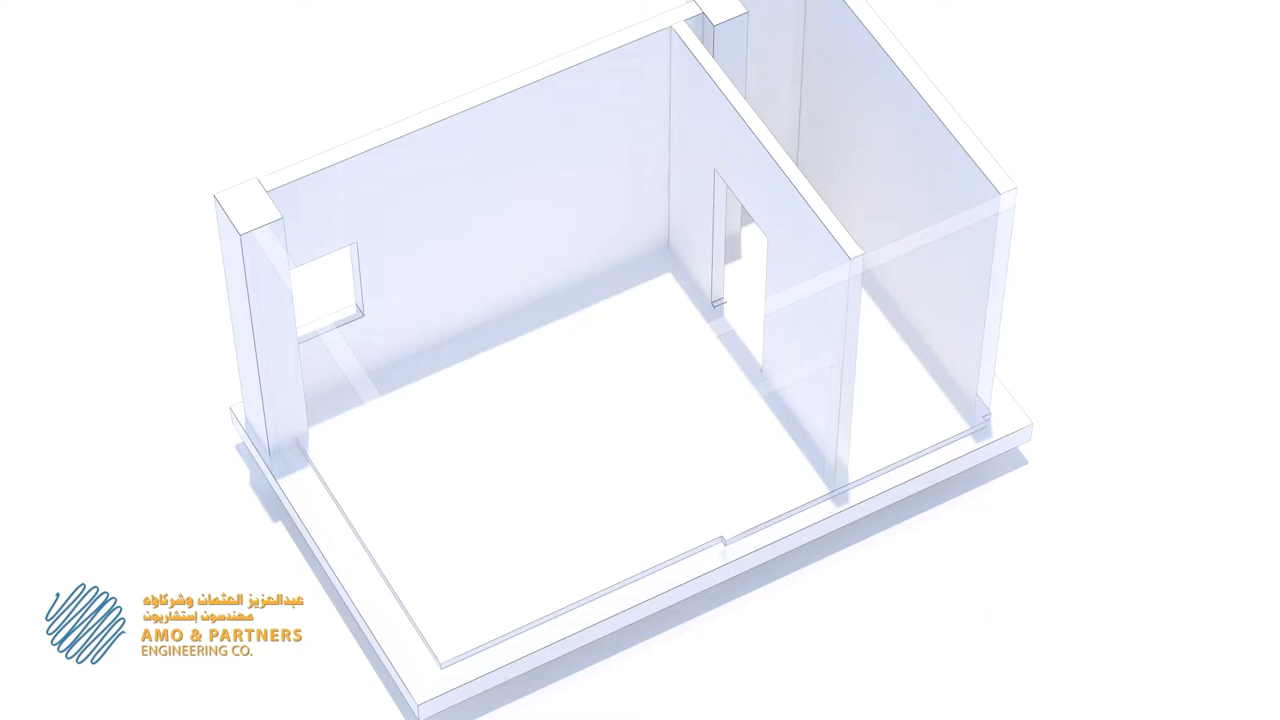 عبدالعزيز العثمان وشركاؤه
مهندسون إستشاريون
AMO & PARTNERS
ENGINEERING CO.